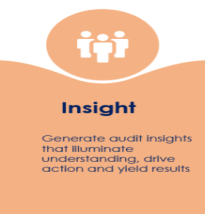 Insight
Generate audit insights
that illuminate
understanding, drive
action and yield results